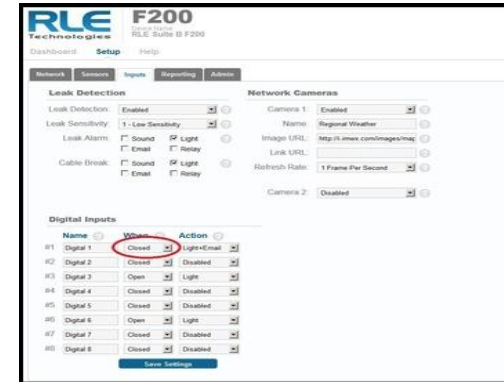 RLE Technologies
F200
Device Name
RLE Suite B F200
Dashboard Setup Help
Network Sensors Inputs Reporting Admin
Leak Detection Network Cameras
Leak Detection: Enabled Camera 1: Enabled
Leak Sensitivity: 1 - Low Sensitivity Name: Regional Weather
Leak Alarm: Sound Light Image URL:
Email Relay Link URL:
Cable Break: Sound Light Refresh Rate: 1 Frame Per Second
Email Relay
Camera 2: Disabled
Digital Inputs
Name When Action
#1 Digital 1 Closed Light+Email
#2 Digital 2 Closed Disabled
#3 Digital 3 Open Light
#4 Digital 4 Closed Disabled
#5 Digital 5 Closed Disabled
#6 Digital 6 Open Light
#7 Digital 7 Closed Disabled
#8 Digital 8 Closed Disabled
Save Settings